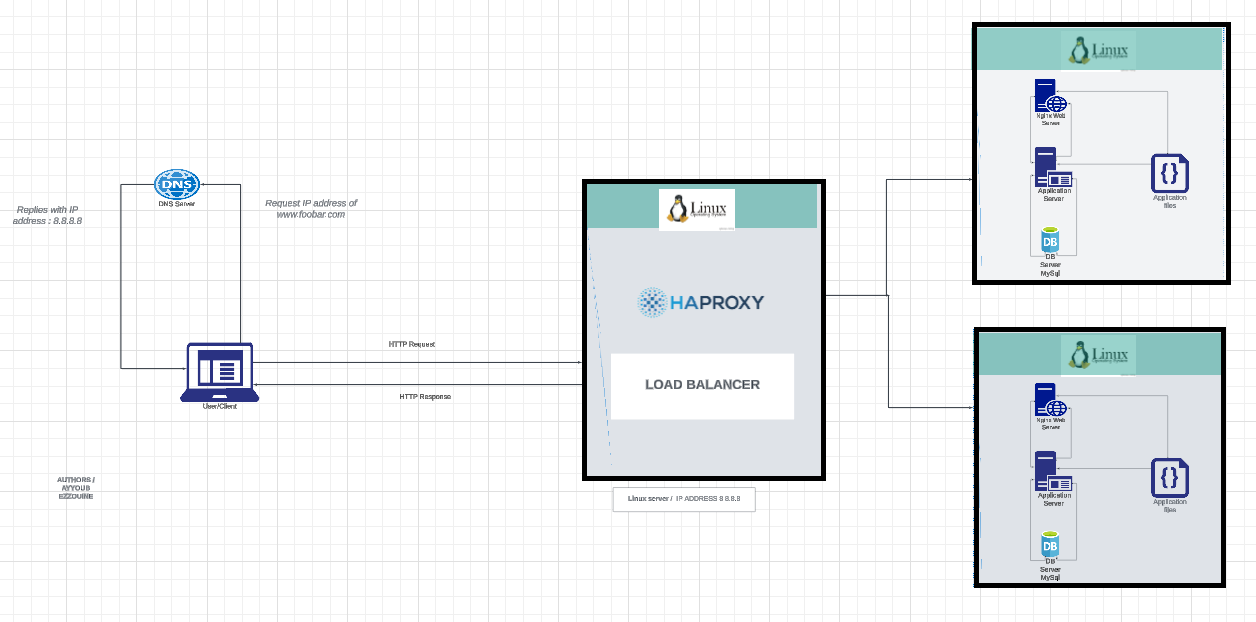 DNS
DNS Server
Replies with IP
address : 8.8.8.8
Request IP address of
www.foobar.com
User/Client
HTTP Request
HTTP Response
AUTHORS /
AYYOUB
EZZOUINE
Linux
Operating System
HAPROXY
LOAD BALANCER
Linux server / IP ADDRESS 8 8.8.8
Linux
Operating System
Nginx Web
Server
Application
Server
{}
Application
files
DB
DB
Server
MySql
Linux
Operating System
Nginx Web
Server
Application
Server
{}
Application
files
DB
DB
Server
MySql